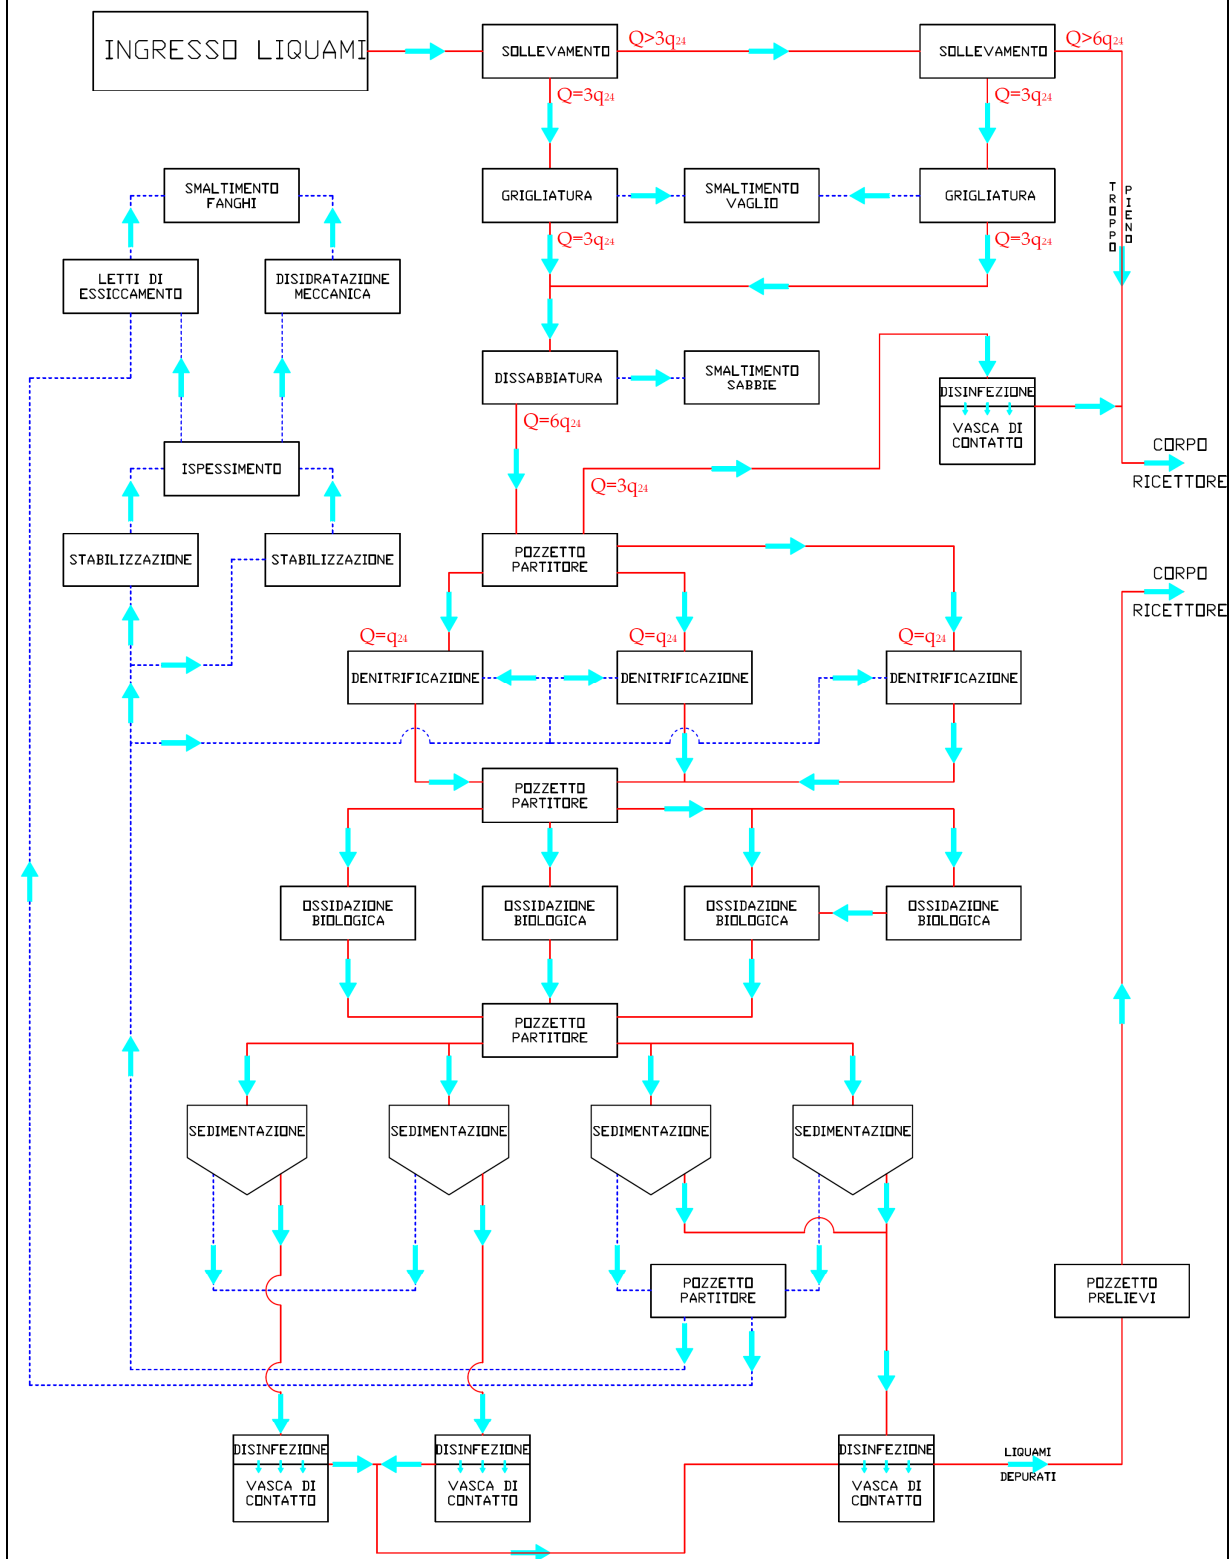 INGRESSO LIQUAMI
SOLLEVAMENTO
Q>3q24
SOLLEVAMENTO
Q>6q24
Q=3q24
Q=3q24
SMALTIMENTO
FANGHI
GRIGLIATURA
SMALTIMENTO
VAGLIO
GRIGLIATURA
TROPPO
PIENO
Q=3q24
Q=3q24
LETTI DI
ESSICCAMENTO
DISIDRATAZIONE
MECCANICA
DISSABBIATURA
SMALTIMENTO
SABBIE
DISINFEZIONE
VASCA DI
CONTATTO
Q=6q24
CORPO
RICETTORE
ISPESSIMENTO
Q=3q24
STABILIZZAZIONE
STABILIZZAZIONE
POZZETTO
PARTITORE
CORPO
RICETTORE
Q=q24
Q=q24
Q=q24
DENITRIFICAZIONE
DENITRIFICAZIONE
DENITRIFICAZIONE
POZZETTO
PARTITORE
OSSIDAZIONE
BIOLOGICA
OSSIDAZIONE
BIOLOGICA
OSSIDAZIONE
BIOLOGICA
OSSIDAZIONE
BIOLOGICA
POZZETTO
PARTITORE
SEDIMENTAZIONE
SEDIMENTAZIONE
SEDIMENTAZIONE
SEDIMENTAZIONE
POZZETTO
PARTITORE
POZZETTO
PRELIEVI
DISINFEZIONE
VASCA DI
CONTATTO
DISINFEZIONE
VASCA DI
CONTATTO
DISINFEZIONE
VASCA DI
CONTATTO
LIQUAMI
DEPURATI